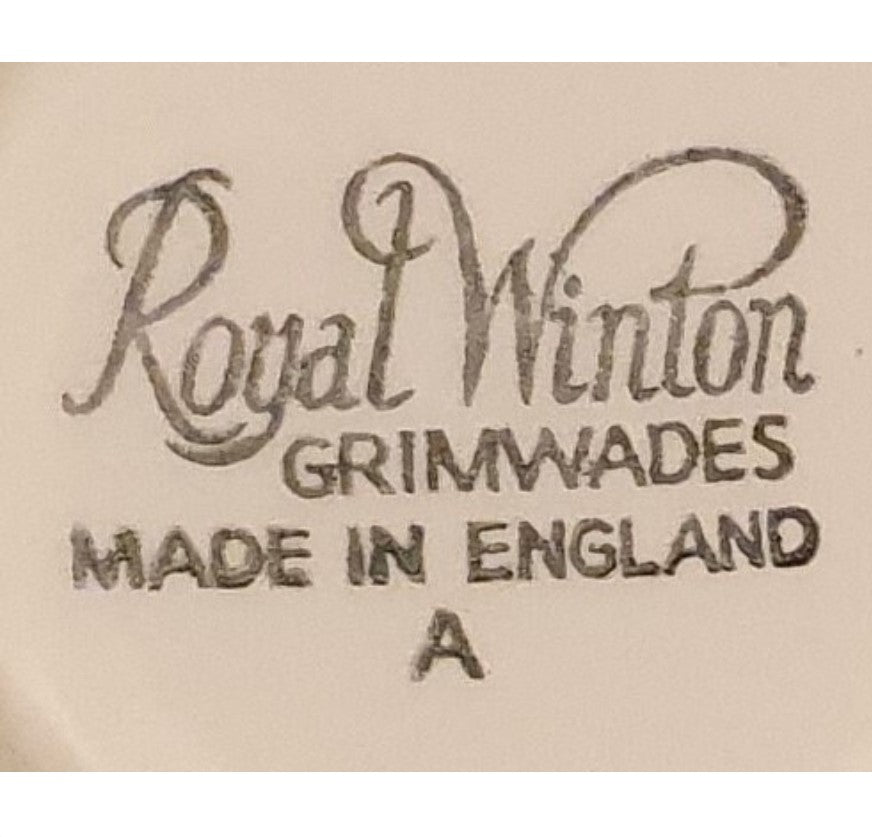 Royal Winton
GRIMWADES
MADE IN ENGLAND
A